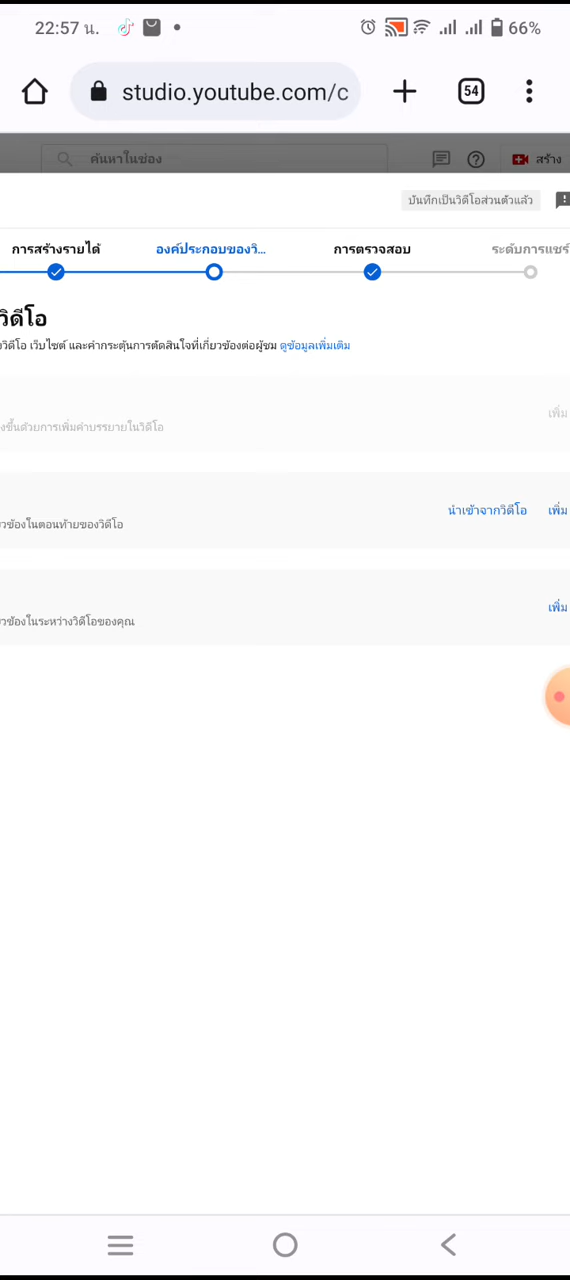 22:57 น. 66%
studio.youtube.com/c 54
ค้นหาในช่อง สร้าง
บันทึกเป็นวิดีโอส่วนตัวแล้ว
การสร้างรายได้ องค์ประกอบของวิ... การตรวจสอบ ระดับการแชร์
วิดีโอ
วิดีโอ เว็บไซต์ และคำกระตุ้นการตัดสินใจที่เกี่ยวข้องต่อผู้ชม ดูข้อมูลเพิ่มเติม
เพิ่ม
งขึ้นด้วยการเพิ่มคำบรรยายในวิดีโอ
นำเข้าจากวิดีโอ เพิ่ม
วข้องในตอนท้ายของวิดีโอ
เพิ่ม
วข้องในระหว่างวิดีโอของคุณ